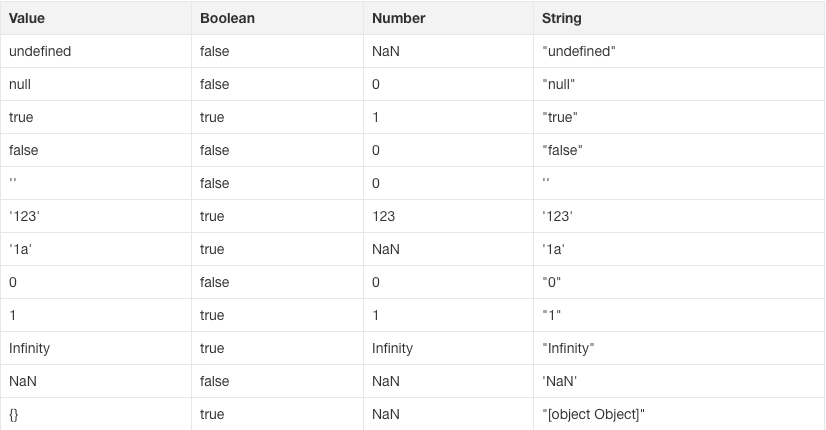 Value Boolean Number String
undefined false NaN "undefined"
null false 0 "null"
true true 1 "true"
false false 0 "false"
'' false 0 ''
'123' true 123 '123'
'1a' true NaN '1a'
0 false 0 "0"
1 true 1 "1"
Infinity true Infinity "Infinity"
NaN false NaN 'NaN'
{} true NaN "[object Object]"